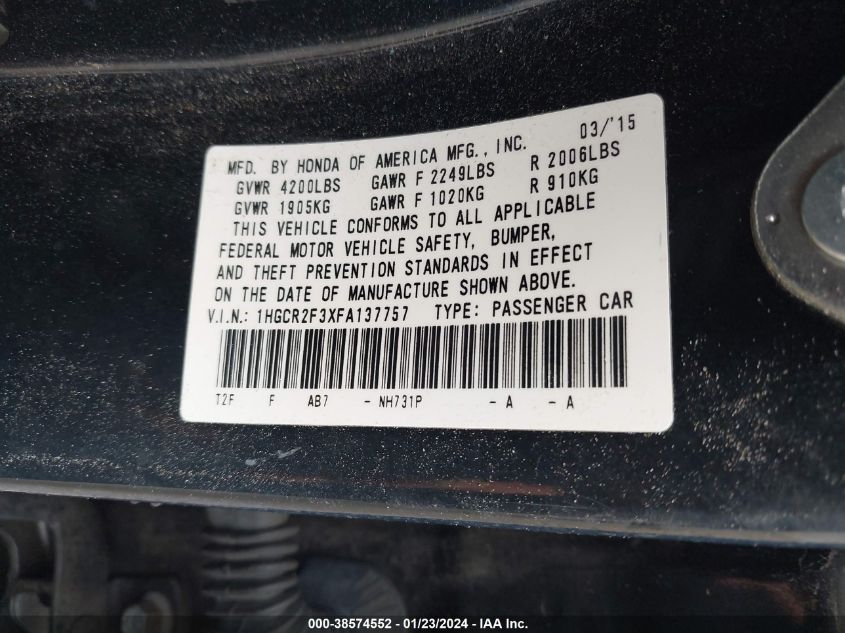 03/'15
MFD. BY HONDA OF AMERICA MFG., INC.
GVWR 4200LBS GAWR F 2249LBS R 2006LBS
GVWR 1905KG GAWR F 1020KG R 910KG
THIS VEHICLE CONFORMS TO ALL APPLICABLE
FEDERAL MOTOR VEHICLE SAFETY, BUMPER,
AND THEFT PREVENTION STANDARDS IN EFFECT
ON THE DATE OF MANUFACTURE SHOWN ABOVE.
V.I.N.: 1HGCR2F3XFA137757 TYPE: PASSENGER CAR
T2F F AB7 - NH731P - A - A
000-38574552 - 01/23/2024 - IAA Inc.